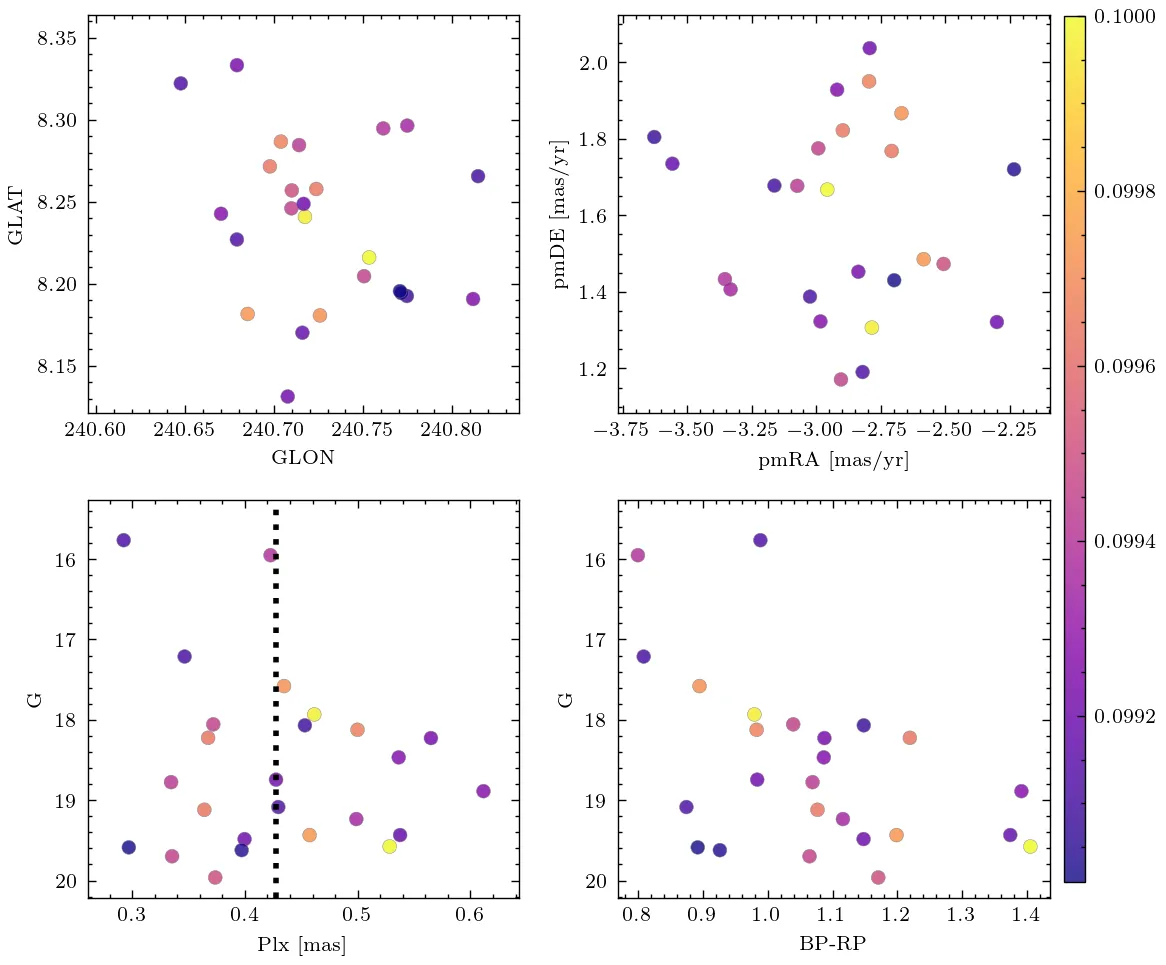 8.35
8.30
8.25
8.20
8.15
GLAT
240.60 240.65 240.70 240.75 240.80
GLON
2.0
1.8
1.6
1.4
1.2
pmDE [mas/yr]
−3.75 −3.50 −3.25 −3.00 −2.75 −2.50 −2.25
pmRA [mas/yr]
0.1000
0.0998
0.0996
0.0994
0.0992
16
17
18
19
20
G
0.3 0.4 0.5 0.6
Plx [mas]
16
17
18
19
20
G
0.8 0.9 1.0 1.1 1.2 1.3 1.4
BP-RP